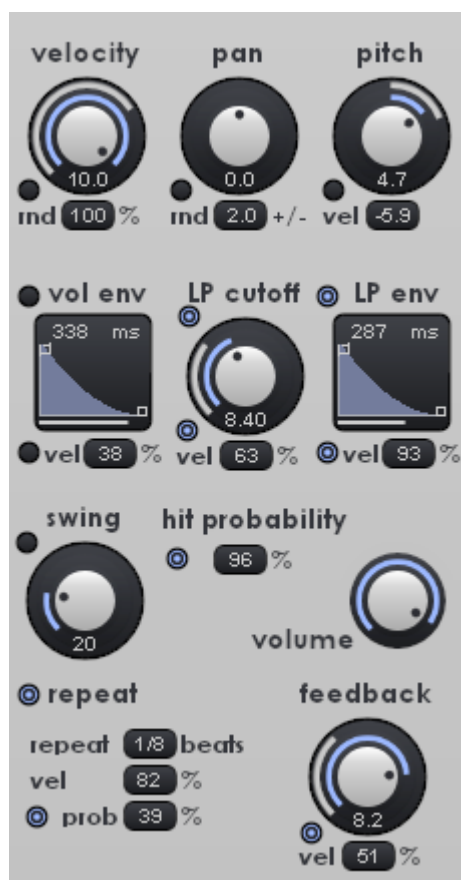 velocity pan pitch
10.0 0.0 4.7
rnd 100 % rnd 2.0 +/- vel -5.9
vol env LP cutoff LP env
338 ms 287 ms
8.40
vel 38 % vel 63 % vel 93 %
swing hit probability
96 %
20
volume
repeat feedback
repeat 1/8 beats
vel 82 %
prob 39 %
8.2
vel 51 %